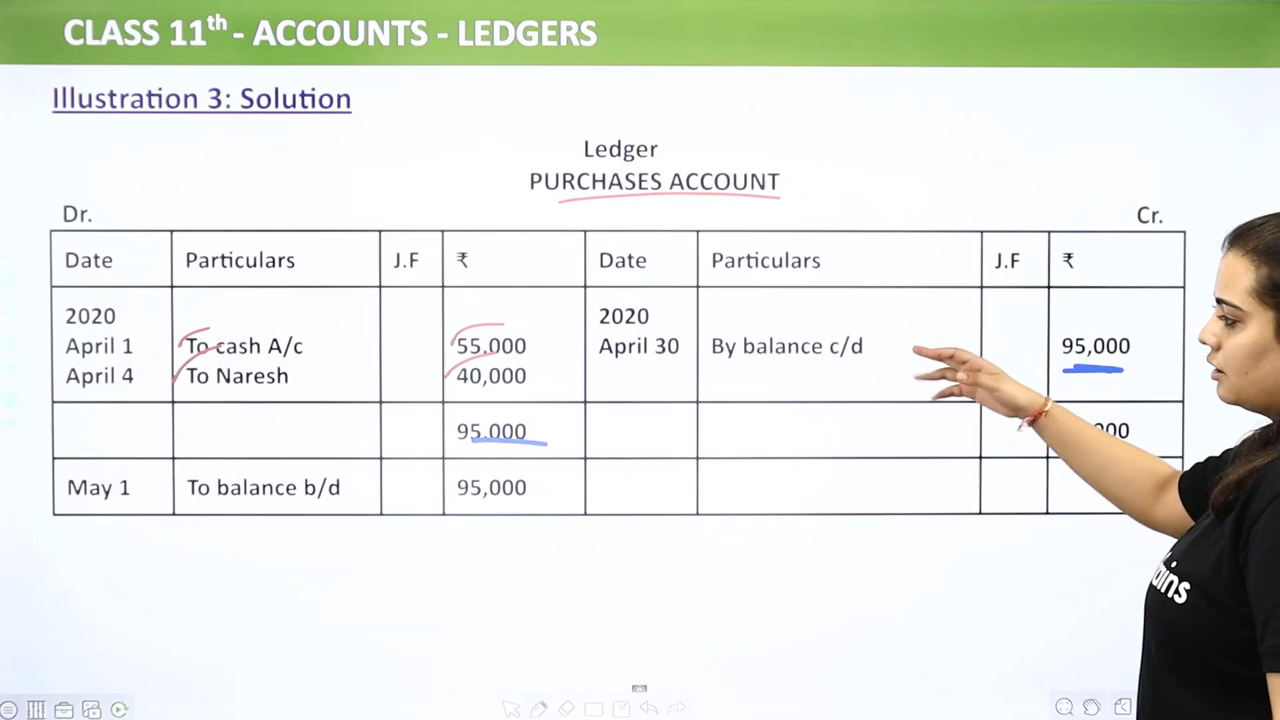 CLASS 11th - ACCOUNTS - LEDGERS
Illustration 3: Solution
Ledger
PURCHASES ACCOUNT
Dr. Cr.
Date Particulars J.F ₹ Date Particulars J.F ₹
2020 2020
April 1 To cash A/c 55,000 April 30 By balance c/d 95,000
April 4 To Naresh 40,000
95,000
May 1 To balance b/d 95,000